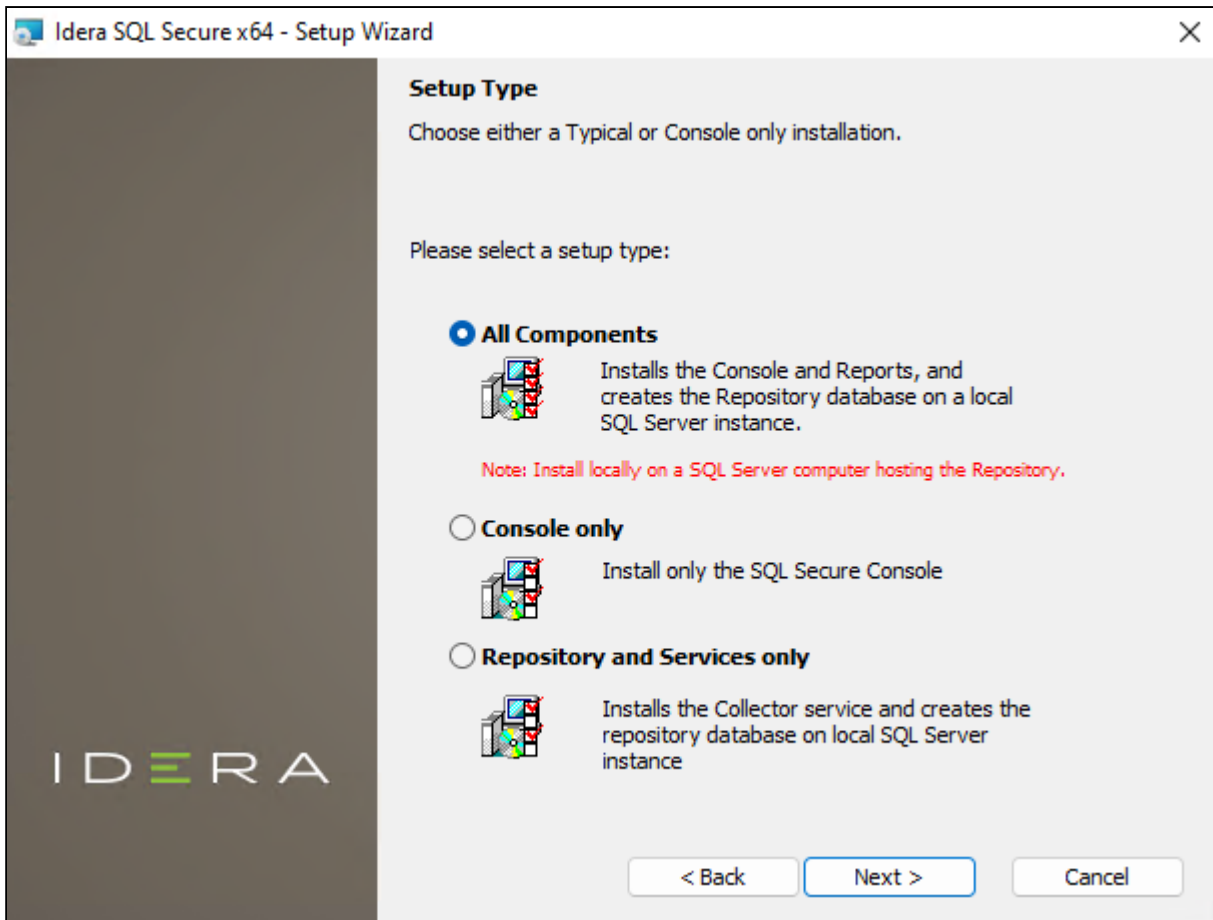 Idera SQL Secure x64 - Setup Wizard
Setup Type
Choose either a Typical or Console only installation.
Please select a setup type:
All Components
Installs the Console and Reports, and
creates the Repository database on a local
SQL Server instance.
Note: Install locally on a SQL Server computer hosting the Repository.
Console only
Install only the SQL Secure Console
Repository and Services only
Installs the Collector service and creates the
repository database on local SQL Server
instance
IDERA
< Back Next > Cancel